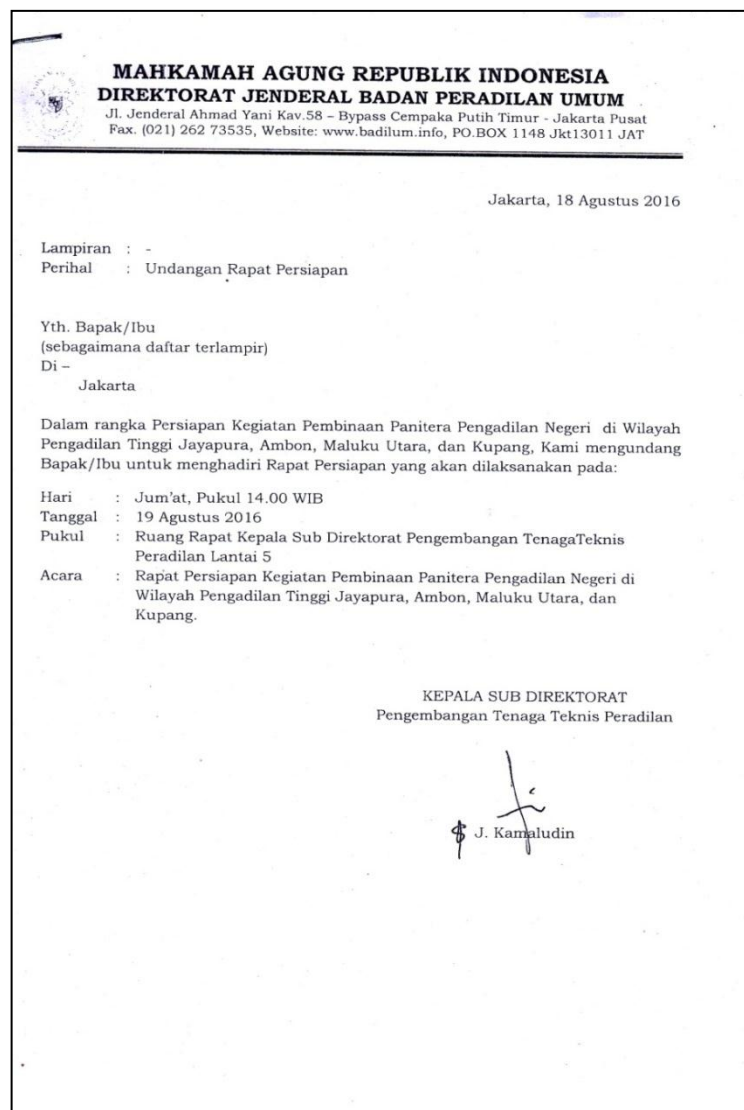 MAHKAMAH AGUNG REPUBLIK INDONESIA
DIREKTORAT JENDERAL BADAN PERADILAN UMUM
Jl. Jenderal Ahmad Yani Kav.58 – Bypass Cempaka Putih Timur - Jakarta Pusat
Fax. (021) 262 73535, Website: www.badilum.info, PO.BOX 1148 Jkt13011 JAT
Jakarta, 18 Agustus 2016
Lampiran : -
Perihal : Undangan Rapat Persiapan
Yth. Bapak/Ibu
(sebagaimana daftar terlampir)
Di –
Jakarta
Dalam rangka Persiapan Kegiatan Pembinaan Panitera Pengadilan Negeri di Wilayah
Pengadilan Tinggi Jayapura, Ambon, Maluku Utara, dan Kupang, Kami mengundang
Bapak/Ibu untuk menghadiri Rapat Persiapan yang akan dilaksanakan pada:
Hari : Jum'at, Pukul 14.00 WIB
Tanggal : 19 Agustus 2016
Pukul : Ruang Rapat Kepala Sub Direktorat Pengembangan TenagaTeknis
Peradilan Lantai 5
Acara : Rapat Persiapan Kegiatan Pembinaan Panitera Pengadilan Negeri di
Wilayah Pengadilan Tinggi Jayapura, Ambon, Maluku Utara, dan
Kupang.
KEPALA SUB DIREKTORAT
Pengembangan Tenaga Teknis Peradilan
J. Kamaludin